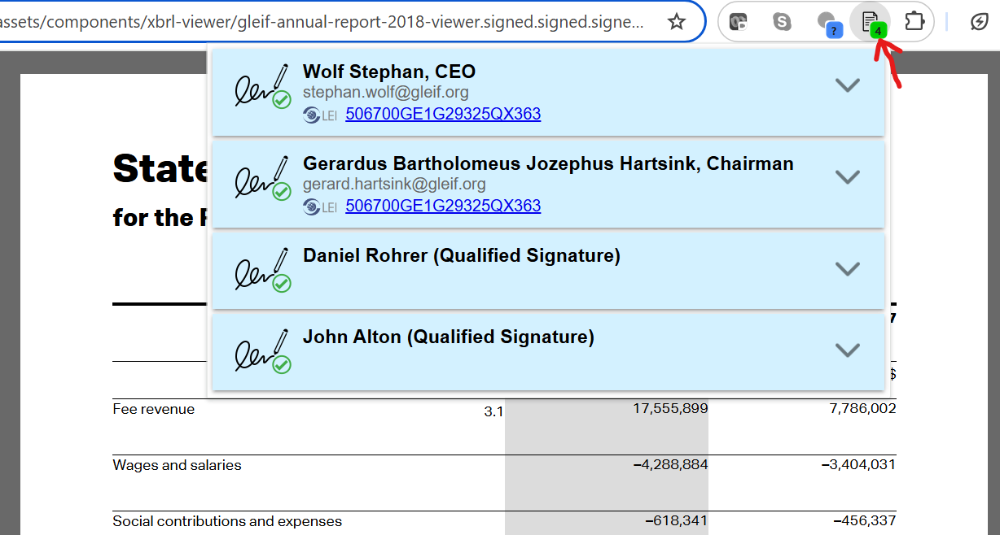 assets/components/xbrl-viewer/gleif-annual-report-2018-viewer.signed.signed.signe...
?
4
Wolf Stephan, CEO
stephan.wolf@gleif.org
LEI 506700GE1G29325QX363
Gerardus Bartholomeus Jozephus Hartsink, Chairman
gerard.hartsink@gleif.org
LEI 506700GE1G29325QX363
Daniel Rohrer (Qualified Signature)
John Alton (Qualified Signature)
State
for the
7
$
Fee revenue 3.1 17,555,899 7,786,002
Wages and salaries –4,288,884 –3,404,031
Social contributions and expenses –618,341 –456,337